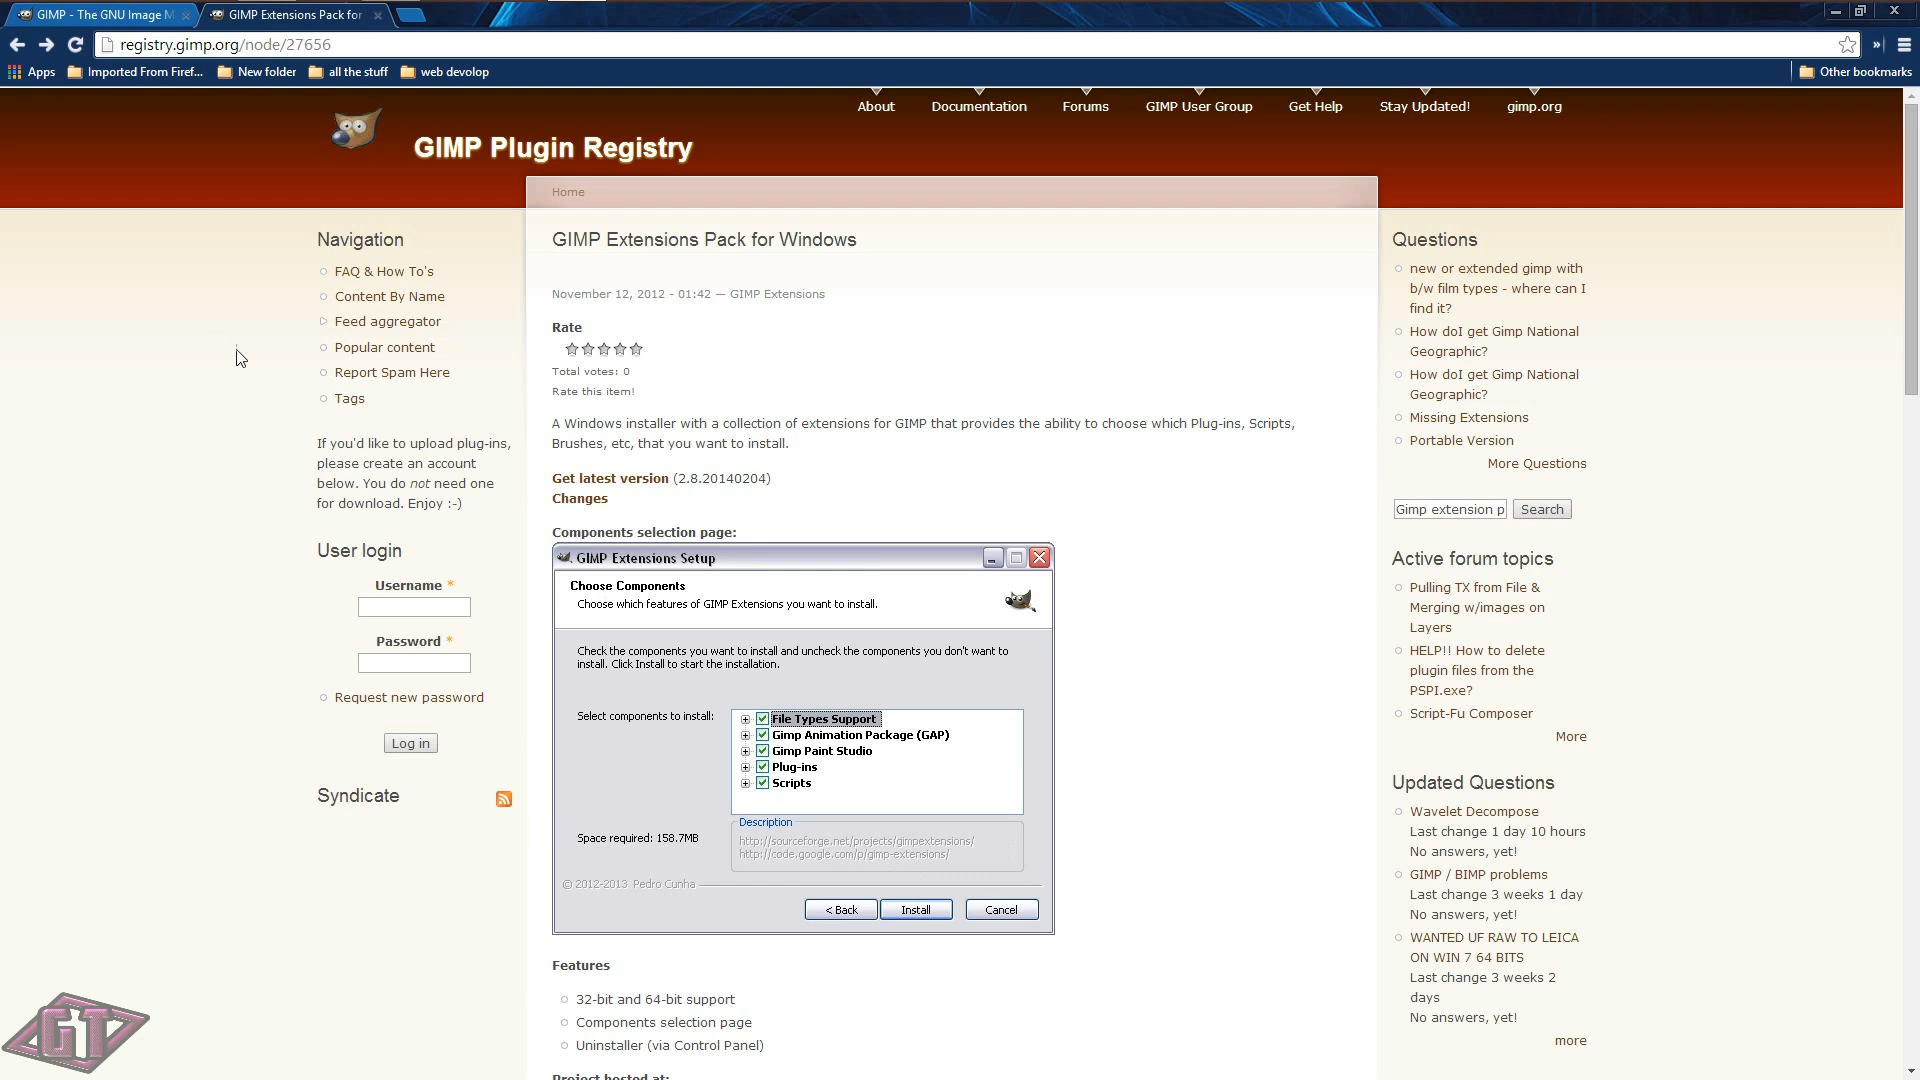 GIMP - The GNU Image M
GIMP Extensions Pack for
registry.gimp.org/node/27656
Apps
Imported From Firef...
New folder
all the stuff
web devolop
Other bookmarks
About
Documentation
Forums
GIMP User Group
Get Help
Stay Updated!
gimp.org
GIMP Plugin Registry
Home
Navigation
FAQ & How To's
Content By Name
Feed aggregator
Popular content
Report Spam Here
Tags
If you'd like to upload plug-ins,
please create an account
below. You do not need one
for download. Enjoy :-)
User login
Username *
Password *
Request new password
Log in
Syndicate
GIMP Extensions Pack for Windows
November 12, 2012 - 01:42 — GIMP Extensions
Rate
Total votes: 0
Rate this item!
A Windows installer with a collection of extensions for GIMP that provides the ability to choose which Plug-ins, Scripts,
Brushes, etc, that you want to install.
Get latest version (2.8.20140204)
Changes
Components selection page:
GIMP Extensions Setup
Choose Components
Choose which features of GIMP Extensions you want to install.
Check the components you want to install and uncheck the components you don't want to
install. Click Install to start the installation.
Select components to install:
File Types Support
Gimp Animation Package (GAP)
Gimp Paint Studio
Plug-ins
Scripts
Space required: 158.7MB
Description
http://sourceforge.net/projects/gimpextensions/
http://code.google.com/p/gimp-extensions/
© 2012-2013 Pedro Cunha
< Back
Install
Cancel
Features
32-bit and 64-bit support
Components selection page
Uninstaller (via Control Panel)
Project hosted at:
Questions
new or extended gimp with
b/w film types - where can I
find it?
How doI get Gimp National
Geographic?
How doI get Gimp National
Geographic?
Missing Extensions
Portable Version
More Questions
Gimp extension p
Search
Active forum topics
Pulling TX from File &
Merging w/images on
Layers
HELP!! How to delete
plugin files from the
PSPI.exe?
Script-Fu Composer
More
Updated Questions
Wavelet Decompose
Last change 1 day 10 hours
No answers, yet!
GIMP / BIMP problems
Last change 3 weeks 1 day
No answers, yet!
WANTED UF RAW TO LEICA
ON WIN 7 64 BITS
Last change 3 weeks 2
days
No answers, yet!
more
GT